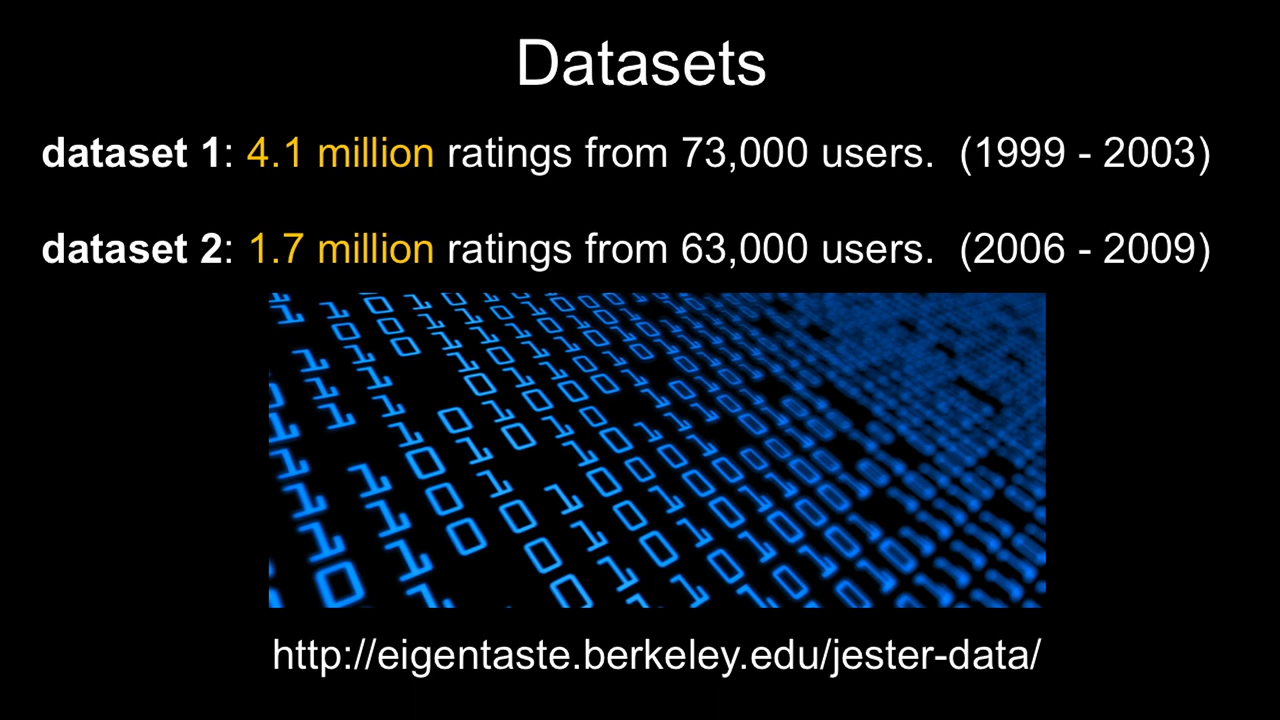 Datasets
dataset 1: 4.1 million ratings from 73,000 users.  (1999 - 2003)
dataset 2: 1.7 million ratings from 63,000 users.  (2006 - 2009)
http://eigentaste.berkeley.edu/jester-data/